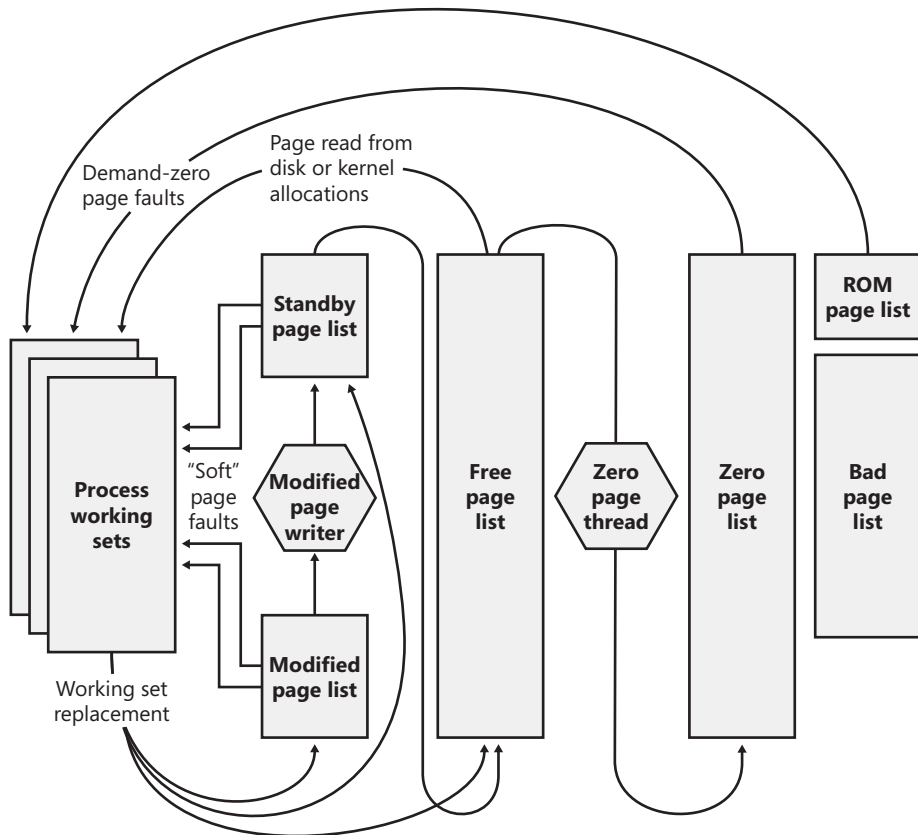 Page read from
disk or kernel
allocations
Demand-zero
page faults
Standby
page list
ROM
page list
Process
working
sets
“Soft”
page
faults
Modified
page
writer
Free
page
list
Zero
page
thread
Zero
page
list
Bad
page
list
Modified
page list
Working set
replacement